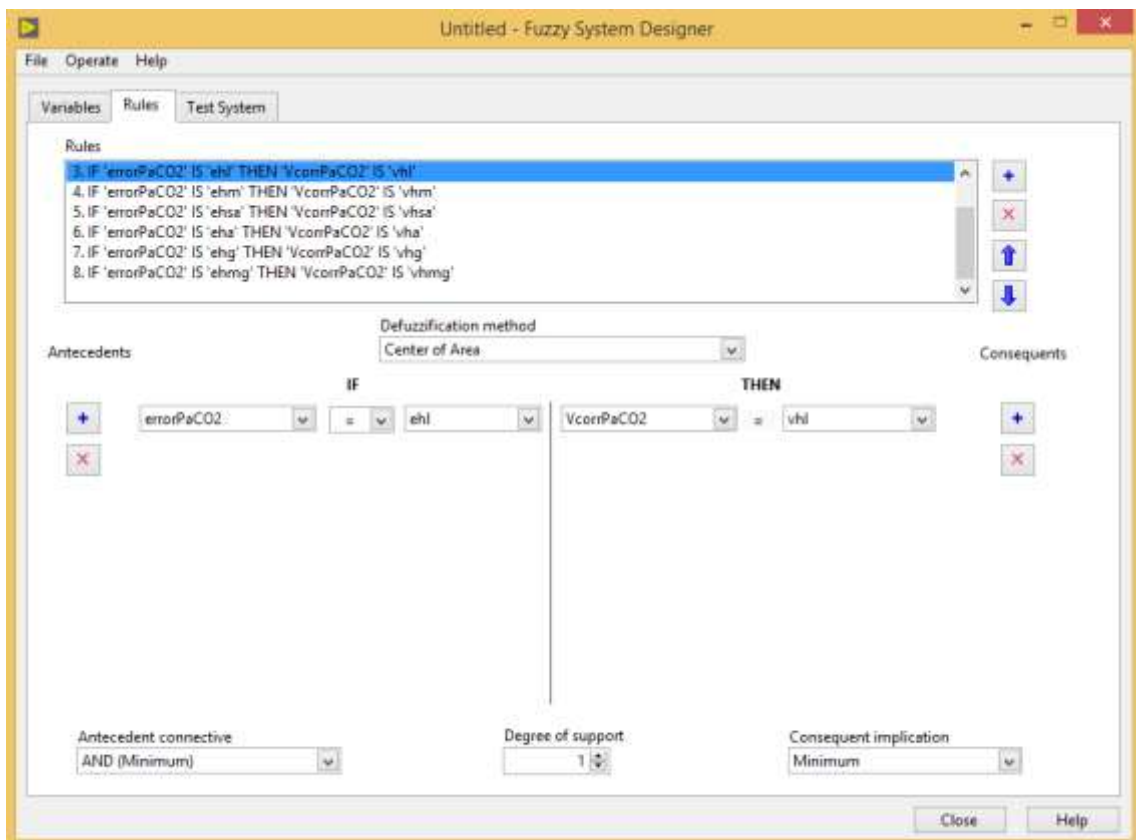 Untitled - Fuzzy System Designer
File Operate Help
Variables Rules Test System
Rules
3. IF 'errorPaCO2' IS 'ehl' THEN 'VcorrPaCO2' IS 'vhl'
4. IF 'errorPaCO2' IS 'ehm' THEN 'VcorrPaCO2' IS 'vhm'
5. IF 'errorPaCO2' IS 'ehsa' THEN 'VcorrPaCO2' IS 'vhsa'
6. IF 'errorPaCO2' IS 'eha' THEN 'VcorrPaCO2' IS 'vha'
7. IF 'errorPaCO2' IS 'ehg' THEN 'VcorrPaCO2' IS 'vhg'
8. IF 'errorPaCO2' IS 'ehmg' THEN 'VcorrPaCO2' IS 'vhmg'
Defuzzification method
Center of Area
Antecedents Consequents
IF THEN
errorPaCO2 = ehl VcorrPaCO2 = vhl
Antecedent connective Degree of support Consequent implication
AND (Minimum) 1 Minimum
Close Help